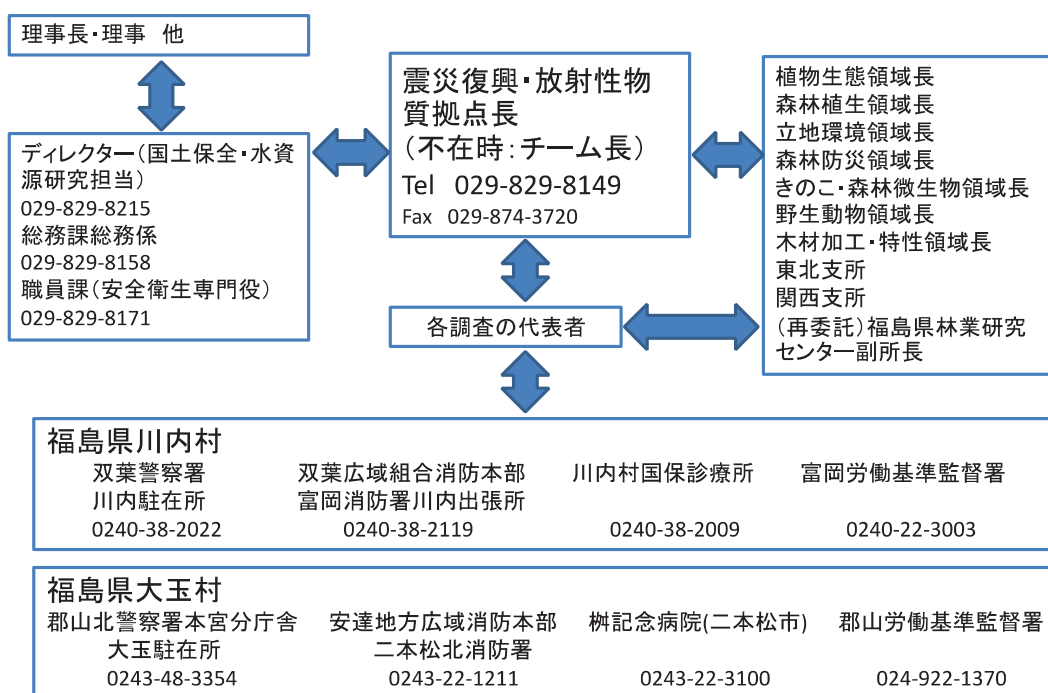 理事長・理事 他
ディレクター（国土保全・水資
源研究担当）
029-829-8215
総務課総務係
029-829-8158
職員課（安全衛生専門役）
029-829-8171
震災復興・放射性物
質拠点長
（不在時：チーム長）
Tel 029-829-8149
Fax 029-874-3720
各調査の代表者
植物生態領域長
森林植生領域長
立地環境領域長
森林防災領域長
きのこ・森林微生物領域長
野生動物領域長
木材加工・特性領域長
東北支所
関西支所
（再委託）福島県林業研究
センター副所長
福島県川内村
双葉警察署 双葉広域組合消防本部 川内村国保診療所 富岡労働基準監督署
川内駐在所 富岡消防署川内出張所
0240-38-2022 0240-38-2119 0240-38-2009 0240-22-3003
福島県大玉村
郡山北警察署本宮分庁舎 安達地方広域消防本部 桝記念病院(二本松市) 郡山労働基準監督署
大玉駐在所 二本松北消防署
0243-48-3354 0243-22-1211 0243-22-3100 024-922-1370